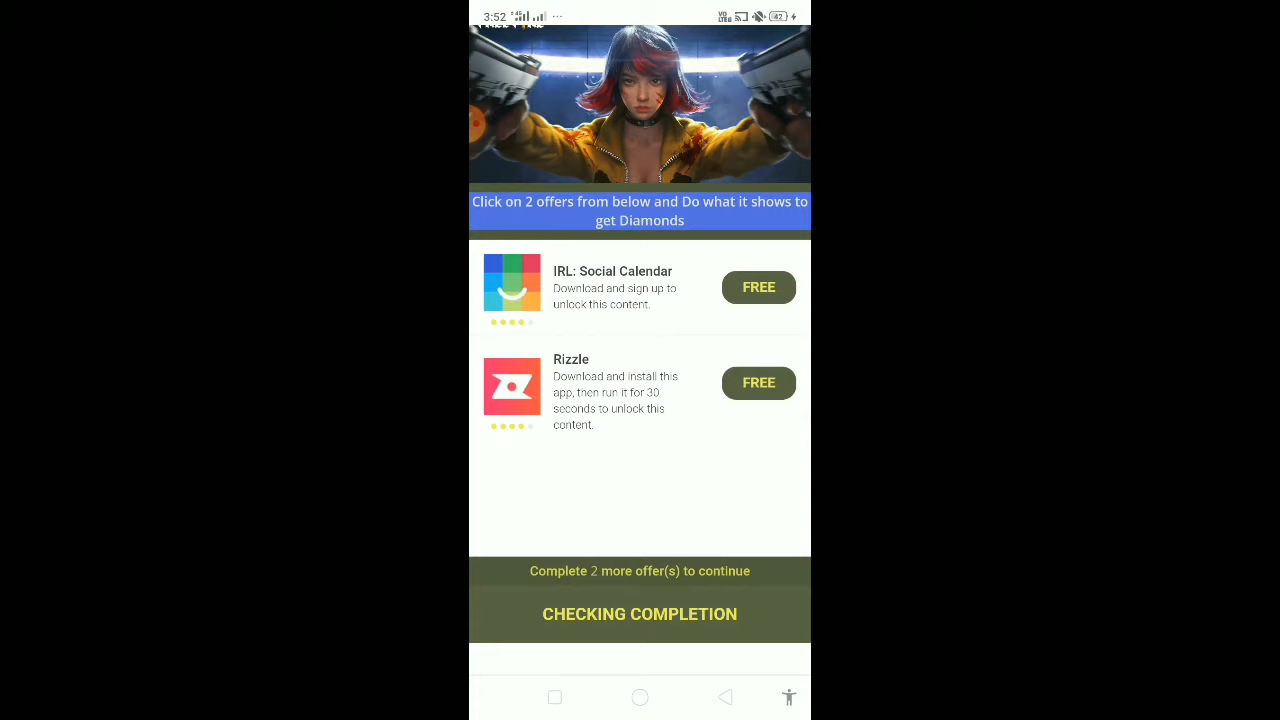 3:52
42
Click on 2 offers from below and Do what it shows to
get Diamonds
IRL: Social Calendar
Download and sign up to
unlock this content.
FREE
Rizzle
Download and install this
app, then run it for 30
seconds to unlock this
content.
FREE
Complete 2 more offer(s) to continue
CHECKING COMPLETION